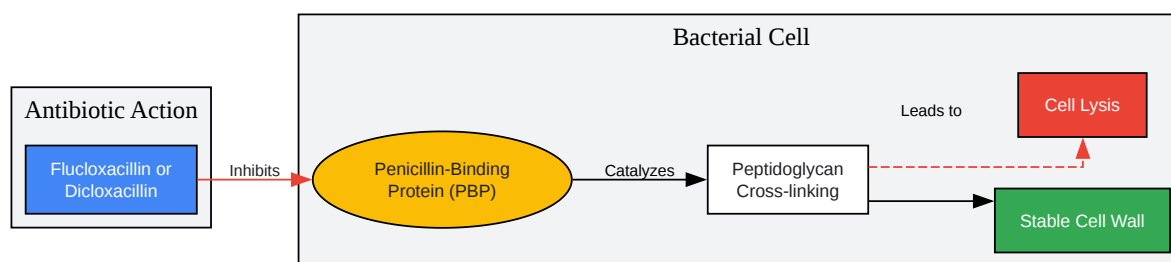 Bacterial Cell
Antibiotic Action
Flucloxacillin or
Dicloxacillin
Inhibits
Penicillin-Binding
Protein (PBP)
Catalyzes
Peptidoglycan
Cross-linking
Leads to
Cell Lysis
Stable Cell Wall